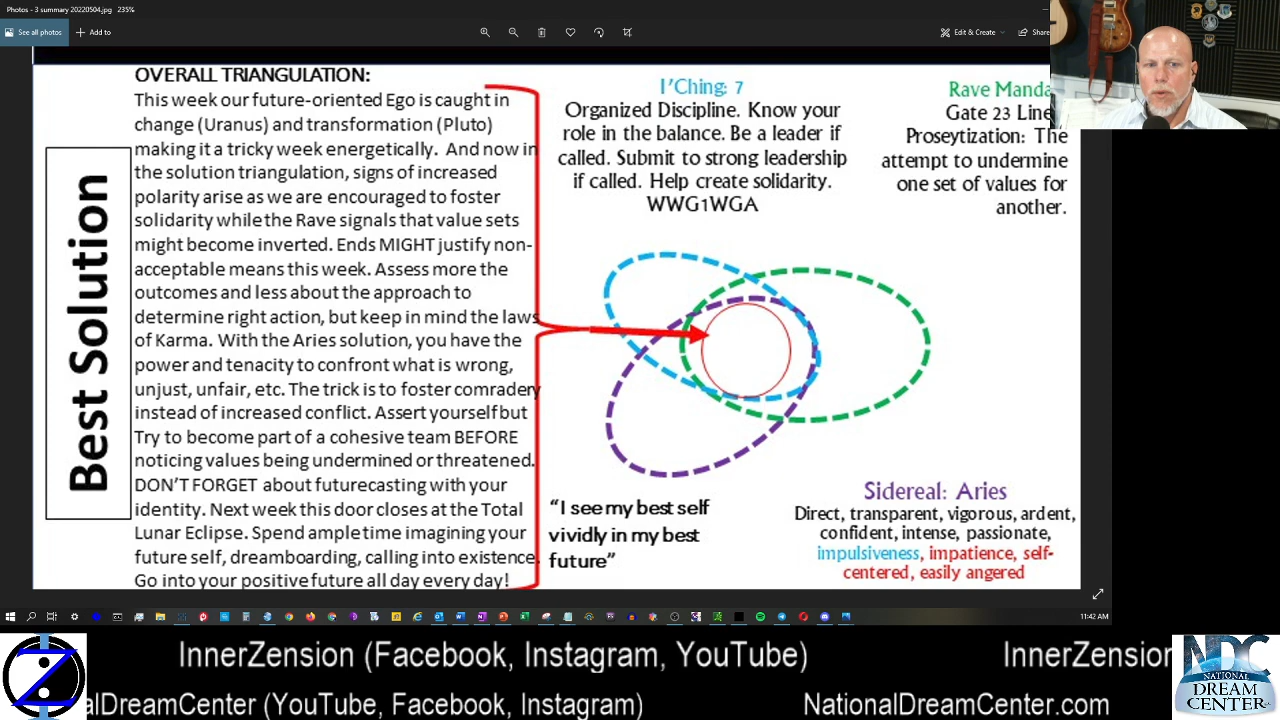 Photos - 3 summary 20220504.jpg    235%
See all photos
Add to
Edit & Create
Share
OVERALL TRIANGULATION:
This week our future-oriented Ego is caught in
change (Uranus) and transformation (Pluto)
making it a tricky week energetically.  And now in
the solution triangulation, signs of increased
polarity arise as we are encouraged to foster
solidarity while the Rave signals that value sets
might become inverted. Ends MIGHT justify non-
acceptable means this week. Assess more the
outcomes and less about the approach to
determine right action, but keep in mind the laws
of Karma. With the Aries solution, you have the
power and tenacity to confront what is wrong,
unjust, unfair, etc. The trick is to foster comradery
instead of increased conflict. Assert yourself but
Try to become part of a cohesive team BEFORE
noticing values being undermined or threatened.
DON'T FORGET about futurecasting with your
identity. Next week this door closes at the Total
Lunar Eclipse. Spend ample time imagining your
future self, dreamboarding, calling into existence.
Go into your positive future all day every day!
Best Solution
I'Ching: 7
Organized Discipline. Know your
role in the balance. Be a leader if
called. Submit to strong leadership
if called. Help create solidarity.
WWG1WGA
Rave Manda
Gate 23 Line
Proseytization: The
attempt to undermine
one set of values for
another.
"I see my best self
vividly in my best
future"
Sidereal: Aries
Direct, transparent, vigorous, ardent,
confident, intense, passionate,
impulsiveness, impatience, self-
centered, easily angered
11:42 AM
InnerZension (Facebook, Instagram, YouTube)
InnerZension
alDreamCenter (YouTube, Facebook, Instagram)
NationalDreamCenter.com
NDC
NATIONAL
DREAM
CENTER